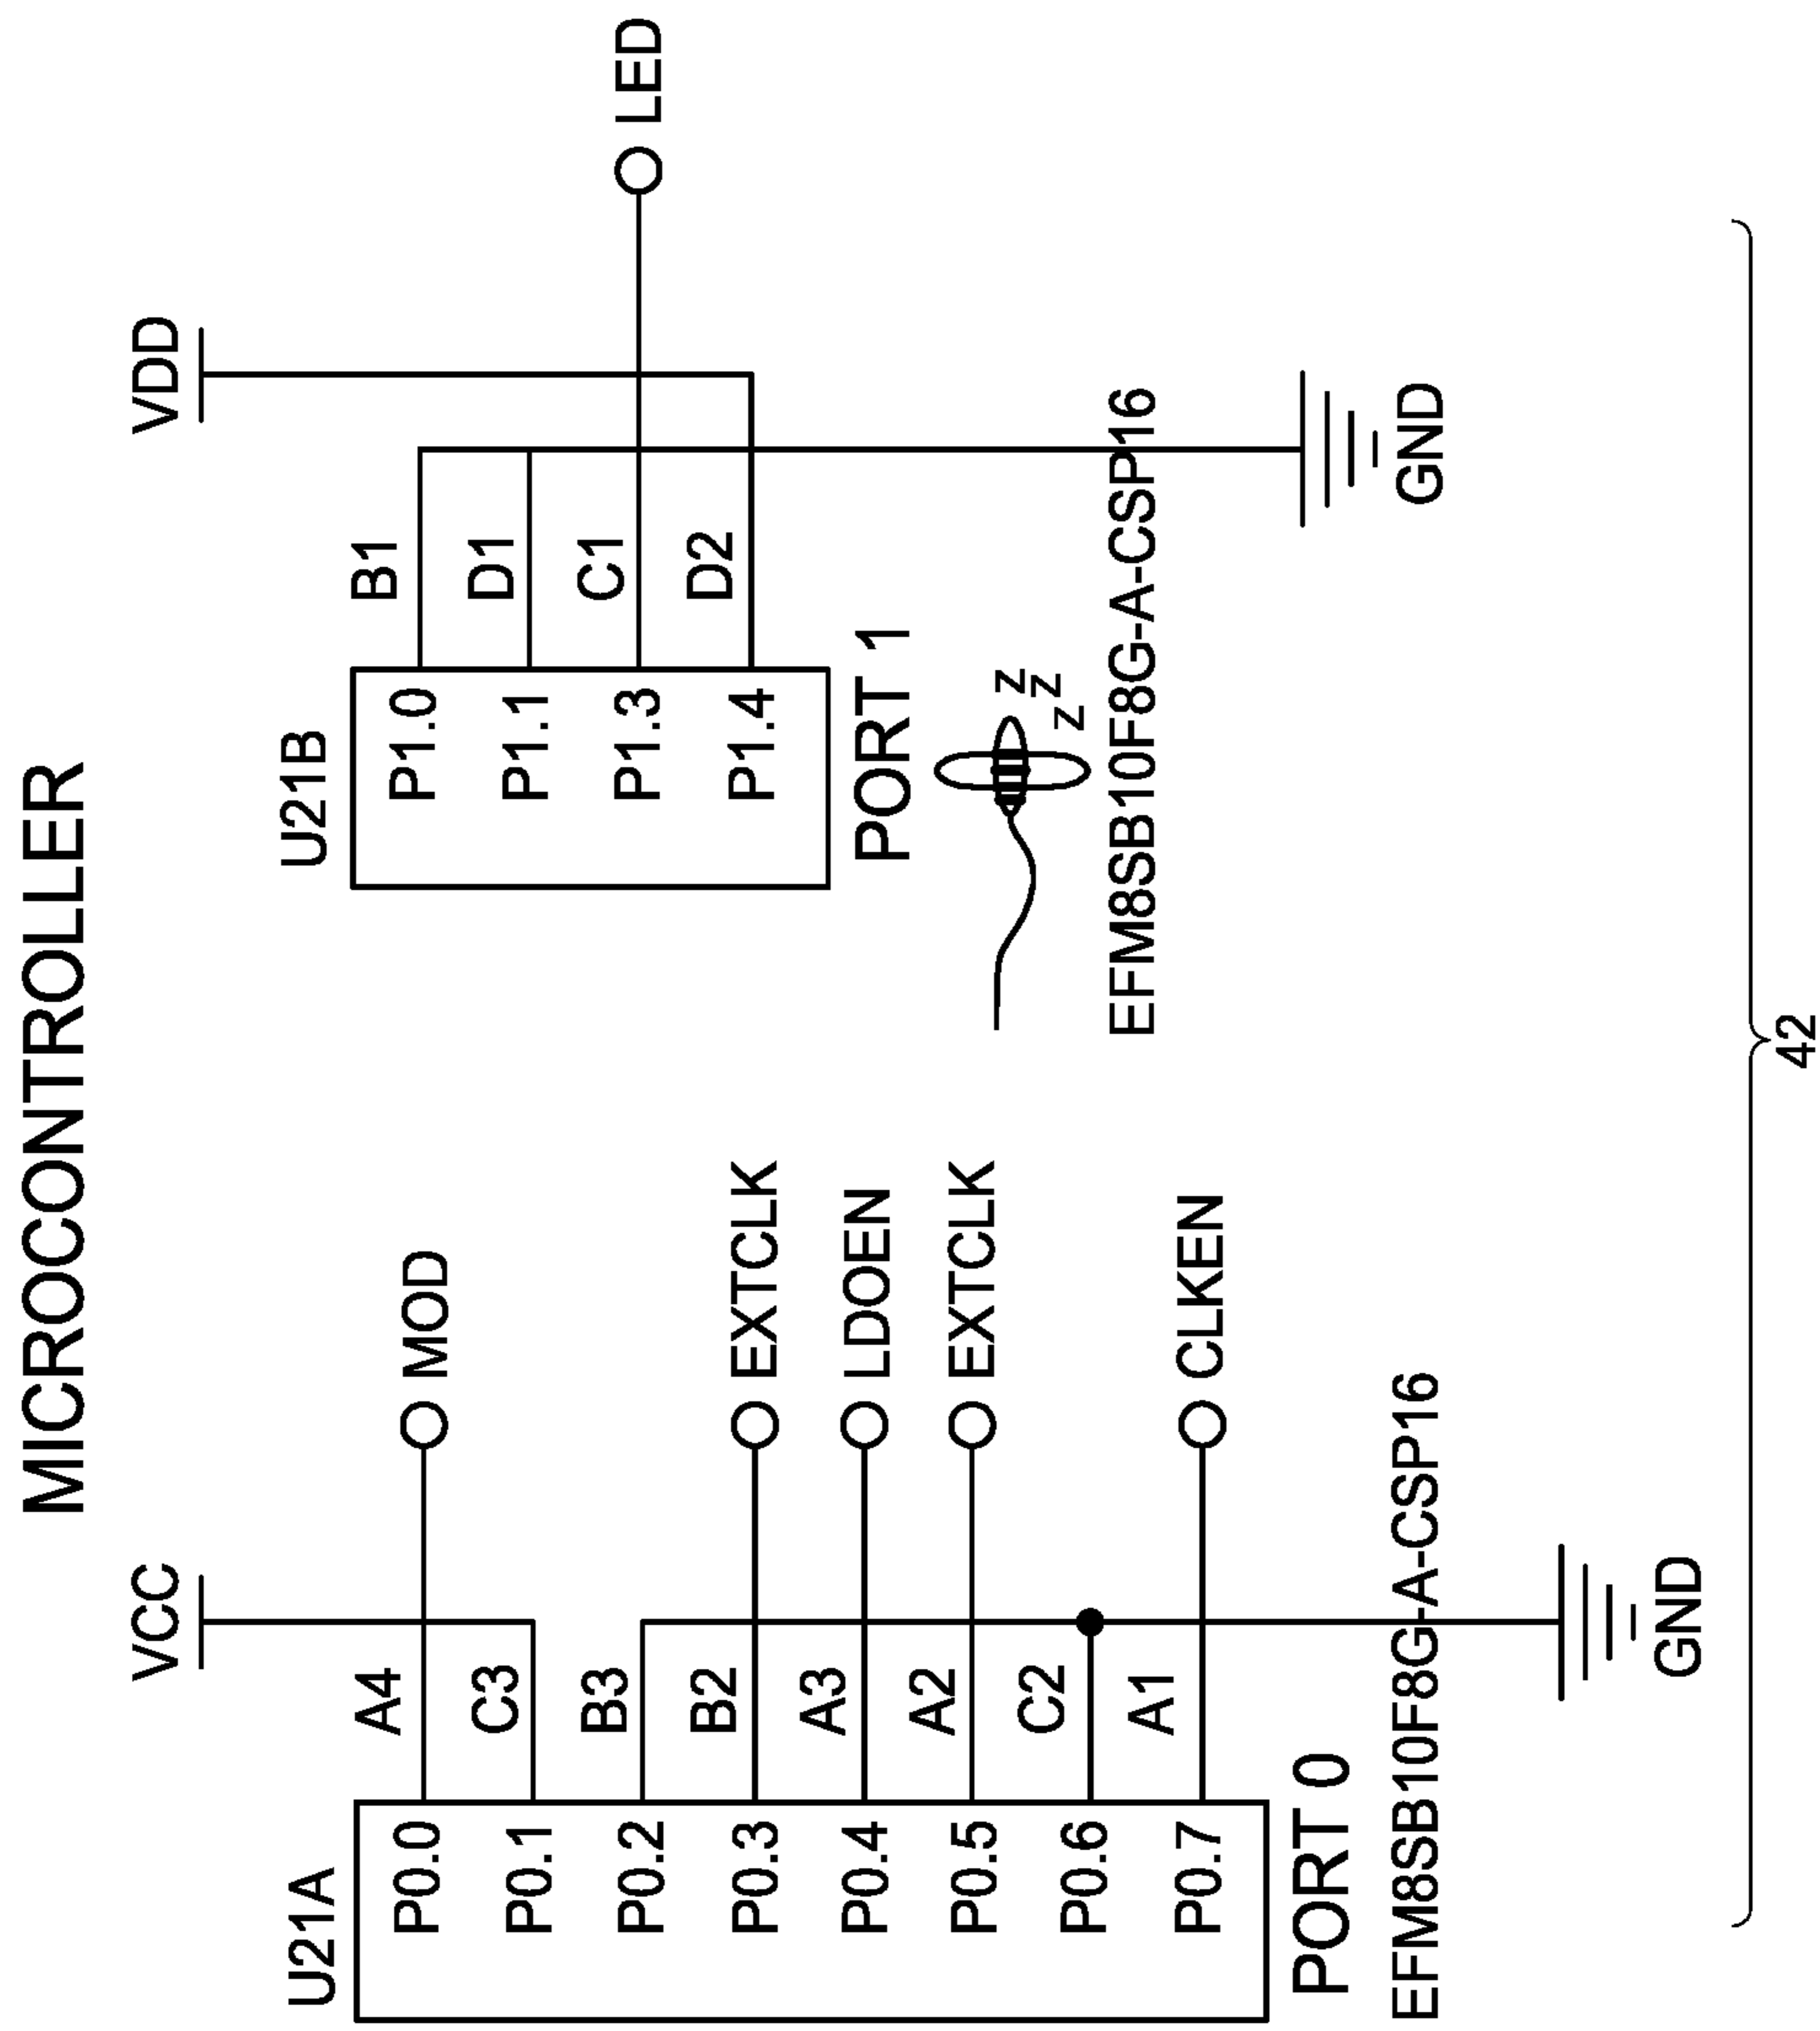 MICROCONTROLLER
VCC
U21A
P0.0 A4 MOD
P0.1 C3
P0.2 B3
P0.3 B2 EXTCLK
P0.4 A3 LDOEN
P0.5 A2 EXTCLK
P0.6 C2
P0.7 A1 CLKEN
PORT 0
EFM8SB10F8G-A-CSP16
GND
VDD
U21B
P1.0 B1
P1.1 D1
P1.3 C1 LED
P1.4 D2
PORT 1
z
z
z
z
EFM8SB10F8G-A-CSP16
GND
42